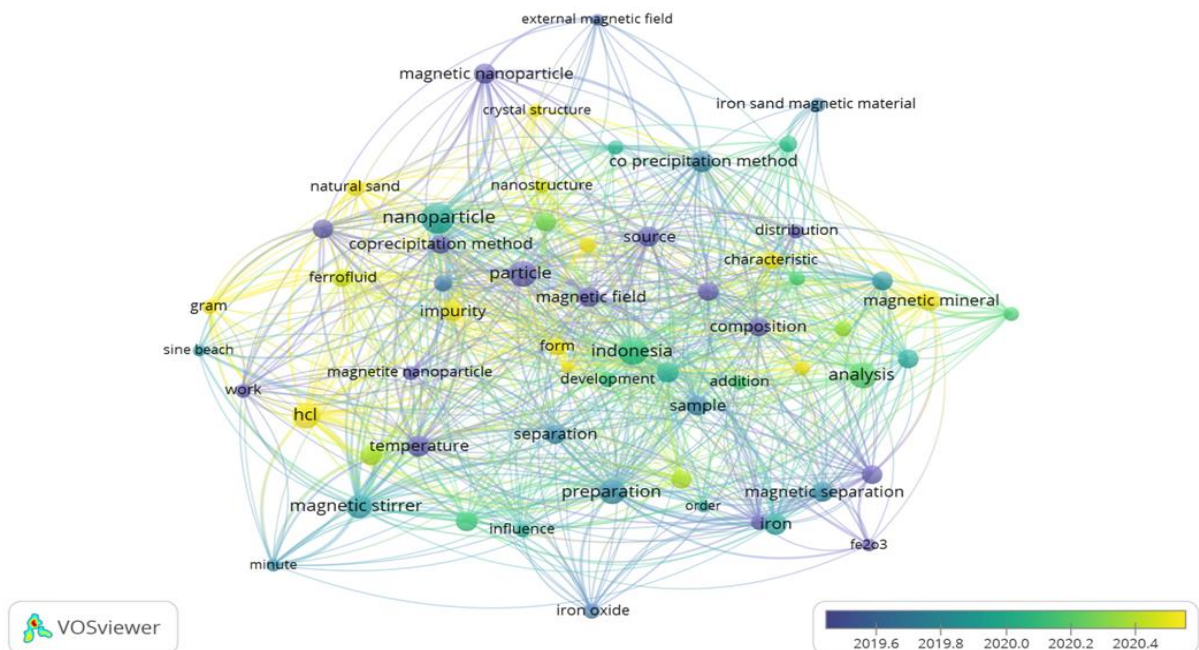 external magnetic field
magnetic nanoparticle
iron sand magnetic material
crystal structure
co precipitation method
natural sand
nanostructure
nanoparticle
source
distribution
coprecipitation method
characteristic
particle
ferrofluid
magnetic field
magnetic mineral
gram
impurity
composition
sine beach
form
indonesia
magnetite nanoparticle
development
addition
analysis
work
hcl
sample
temperature
separation
preparation
magnetic separation
magnetic stirrer
order
influence
iron
fe2o3
minute
iron oxide
VOSviewer
2019.6 2019.8 2020.0 2020.2 2020.4